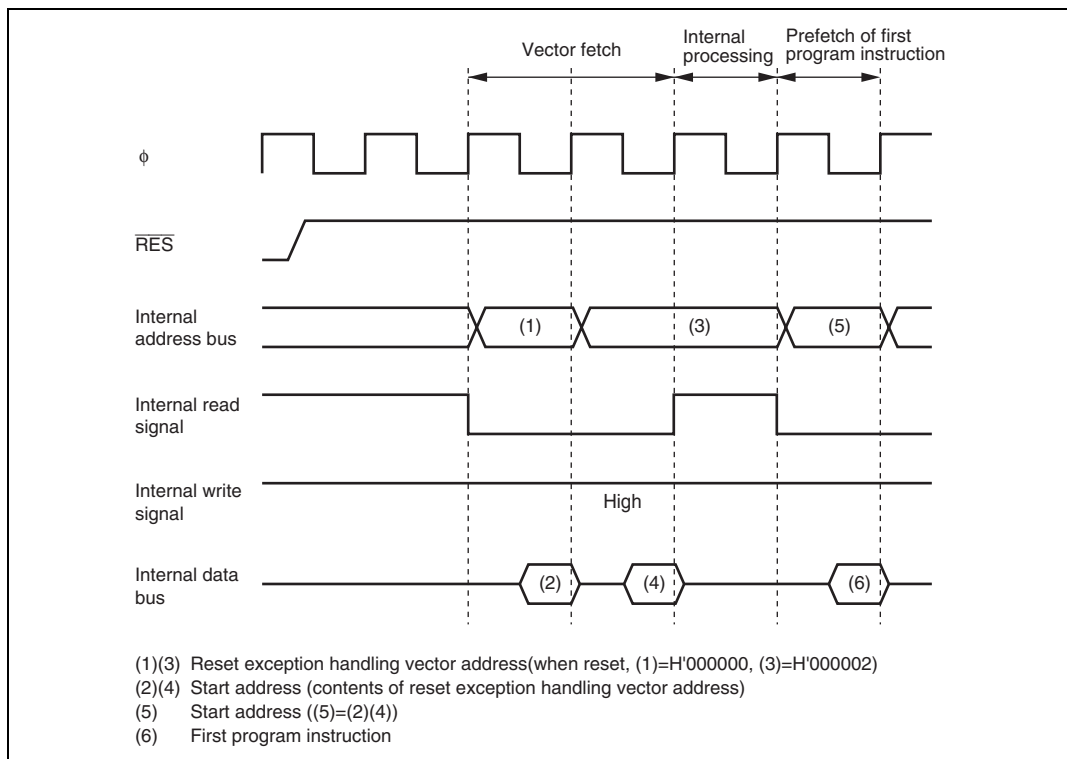 Vector fetch
Internal
processing
Prefetch of first
program instruction
ϕ
RES
Internal
address bus
(1)
(3)
(5)
Internal read
signal
Internal write
signal
High
Internal data
bus
(2)
(4)
(6)
(1)(3) Reset exception handling vector address(when reset, (1)=H'000000, (3)=H'000002)
(2)(4) Start address (contents of reset exception handling vector address)
(5) Start address ((5)=(2)(4))
(6) First program instruction